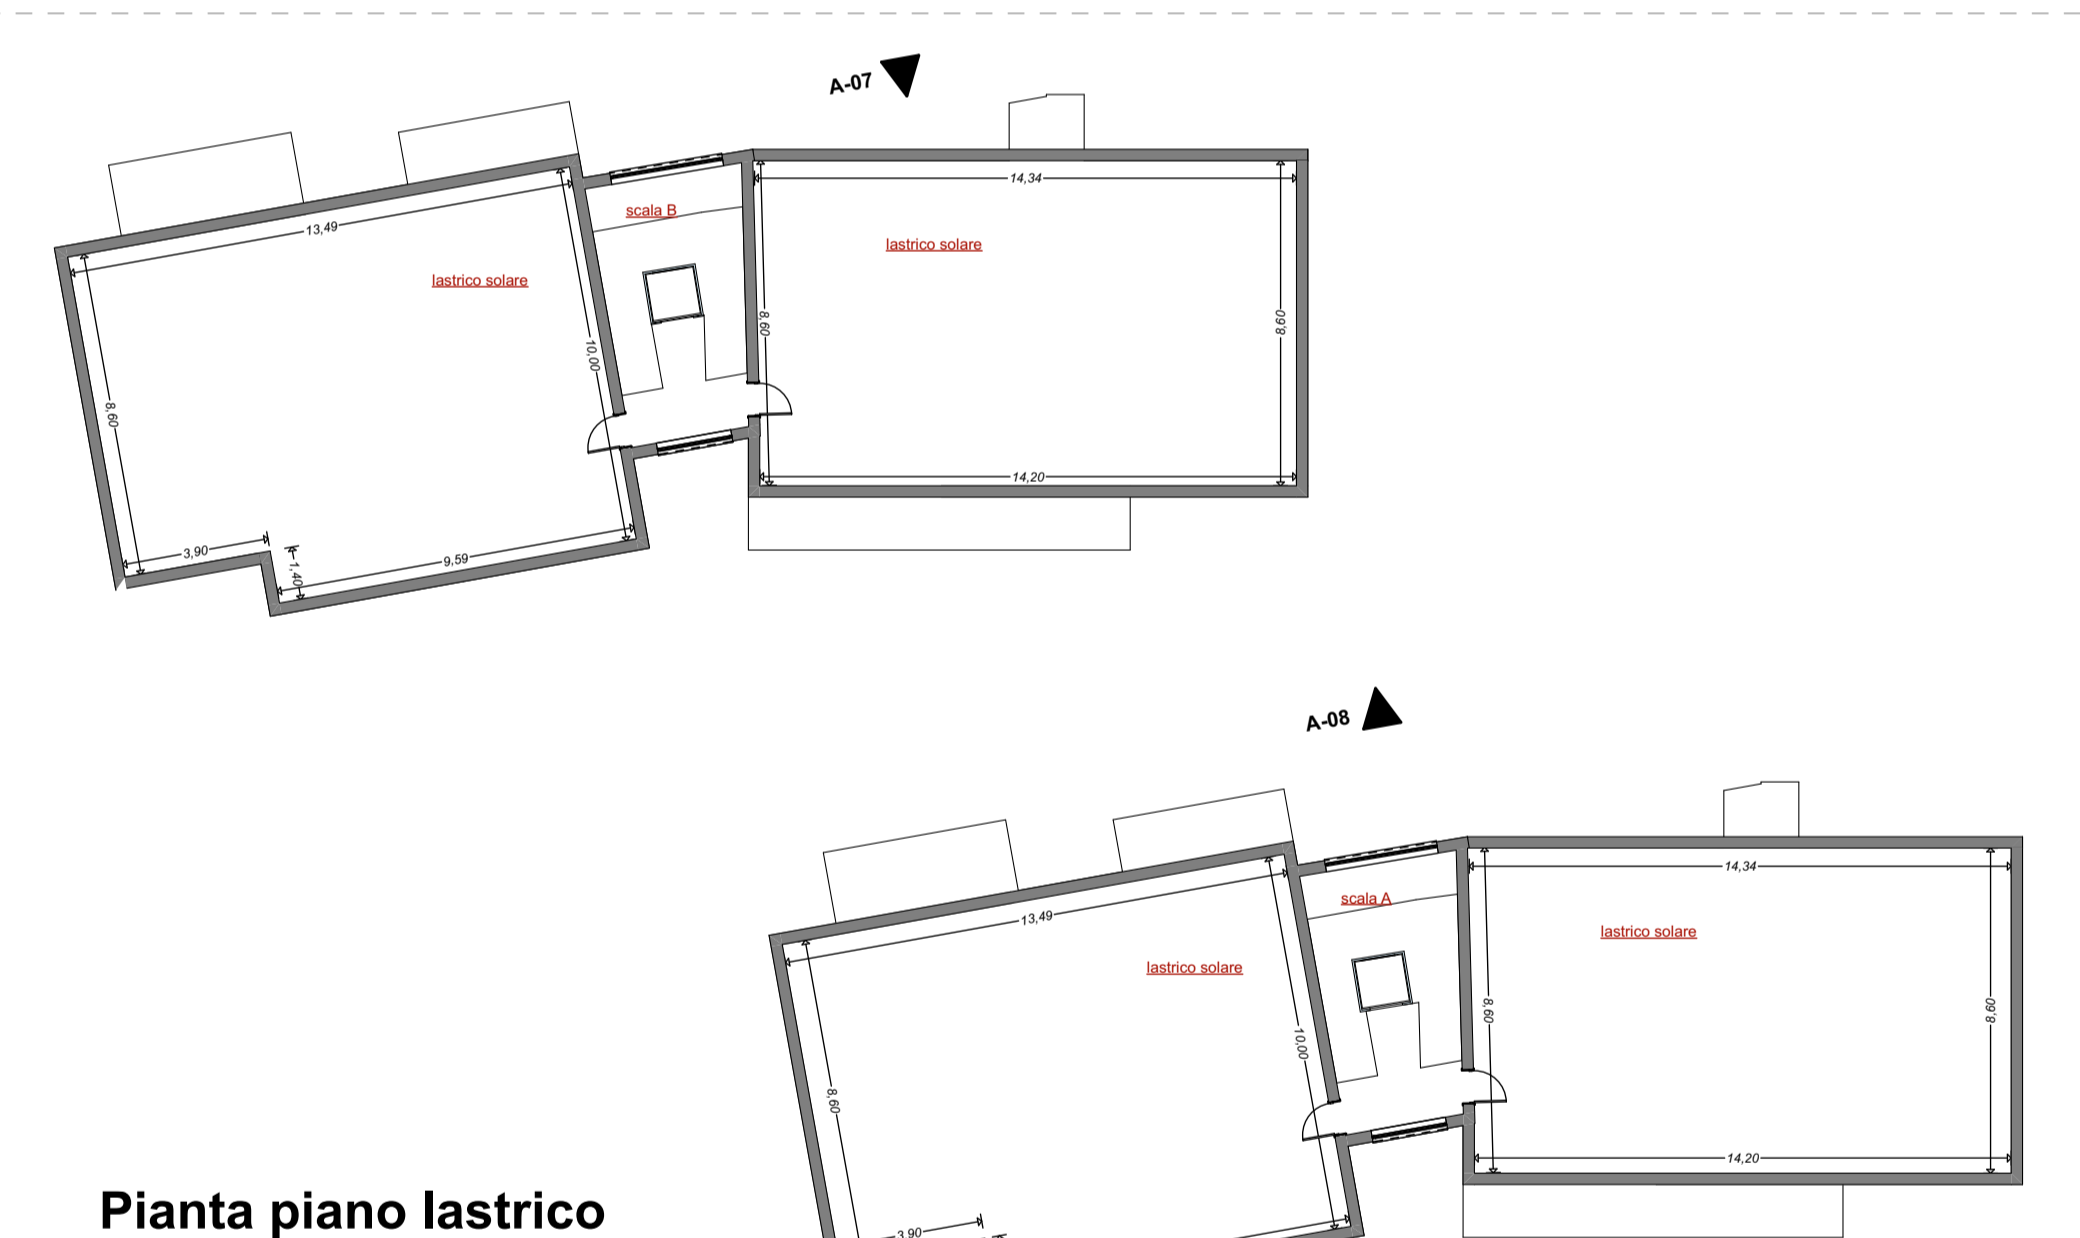 A-07
14,34
scala B
13,49
lastrico solare
lastrico solare
8,60
8,60
10,00
8,60
14,20
3,90
9,59
1,40
A-08
14,34
scala A
13,49
lastrico solare
lastrico solare
8,60
8,60
10,00
8,60
14,20
Pianta piano lastrico
3,90